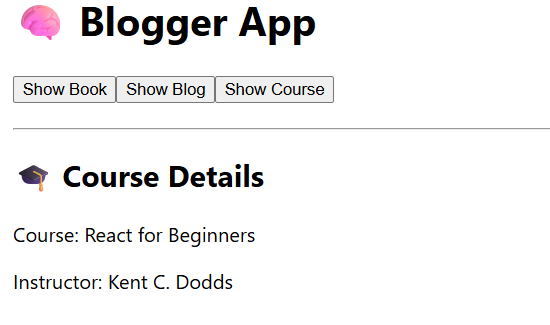 🧠 Blogger App
Show Book Show Blog Show Course
🎓 Course Details
Course: React for Beginners
Instructor: Kent C. Dodds